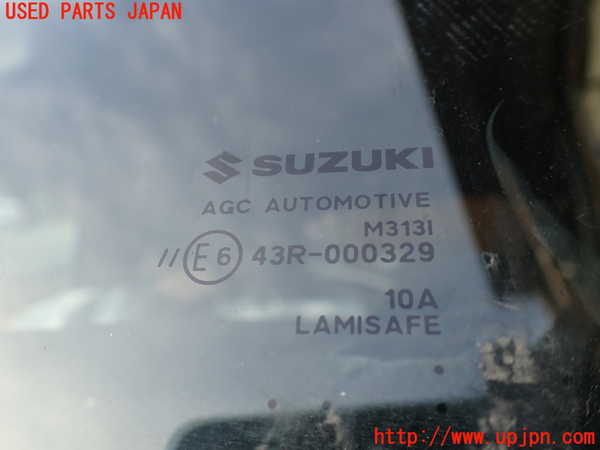 USED PARTS JAPAN
SUZUKI
AGC AUTOMOTIVE
M313I
// E6 43R-000329
10A
LAMISAFE
http://www.upjpn.com/